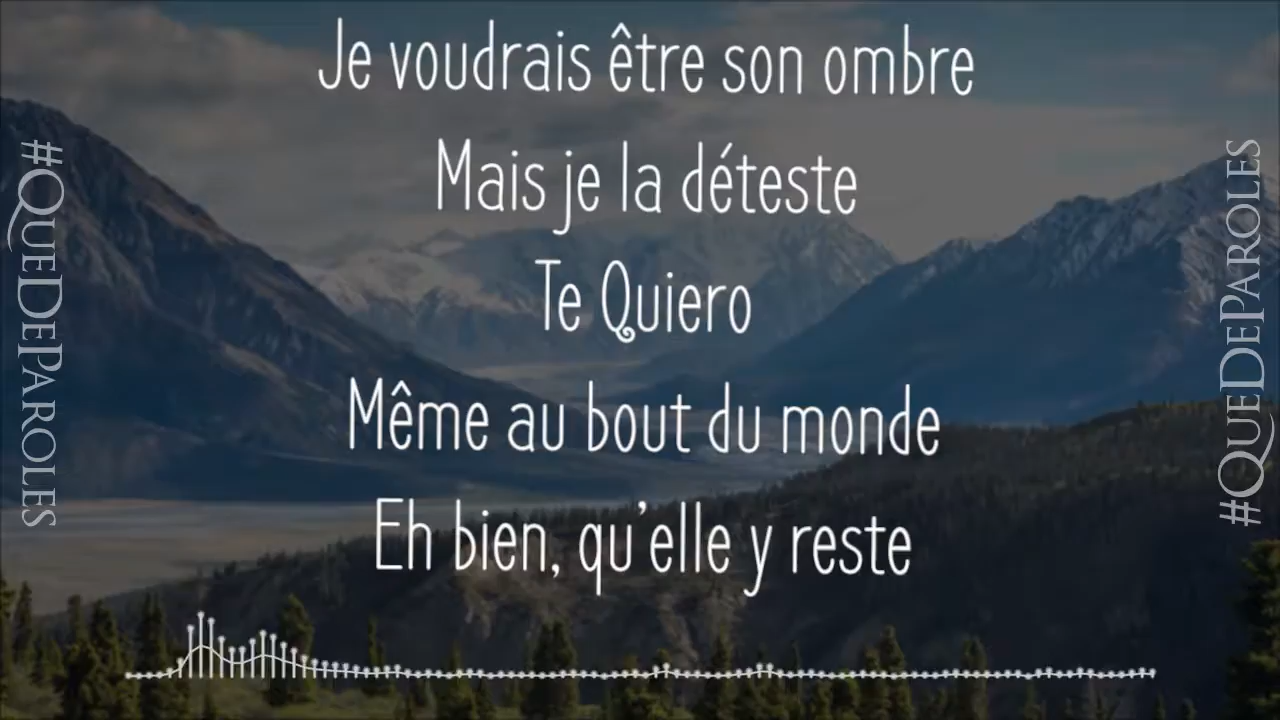 Je voudrais être son ombre
Mais je la déteste
Te Quiero
Même au bout du monde
Eh bien, qu'elle y reste
#QUEDEPAROLES
#QUEDEPAROLES